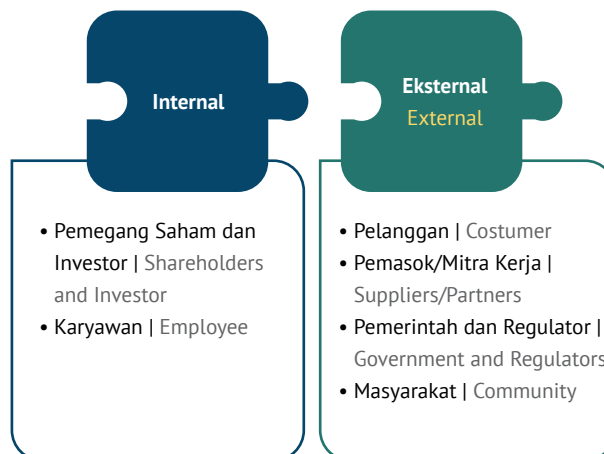 Internal
• Pemegang Saham dan
Investor | Shareholders
and Investor
• Karyawan | Employee
Eksternal
External
• Pelanggan | Costumer
• Pemasok/Mitra Kerja |
Suppliers/Partners
• Pemerintah dan Regulator |
Government and Regulators
• Masyarakat | Community